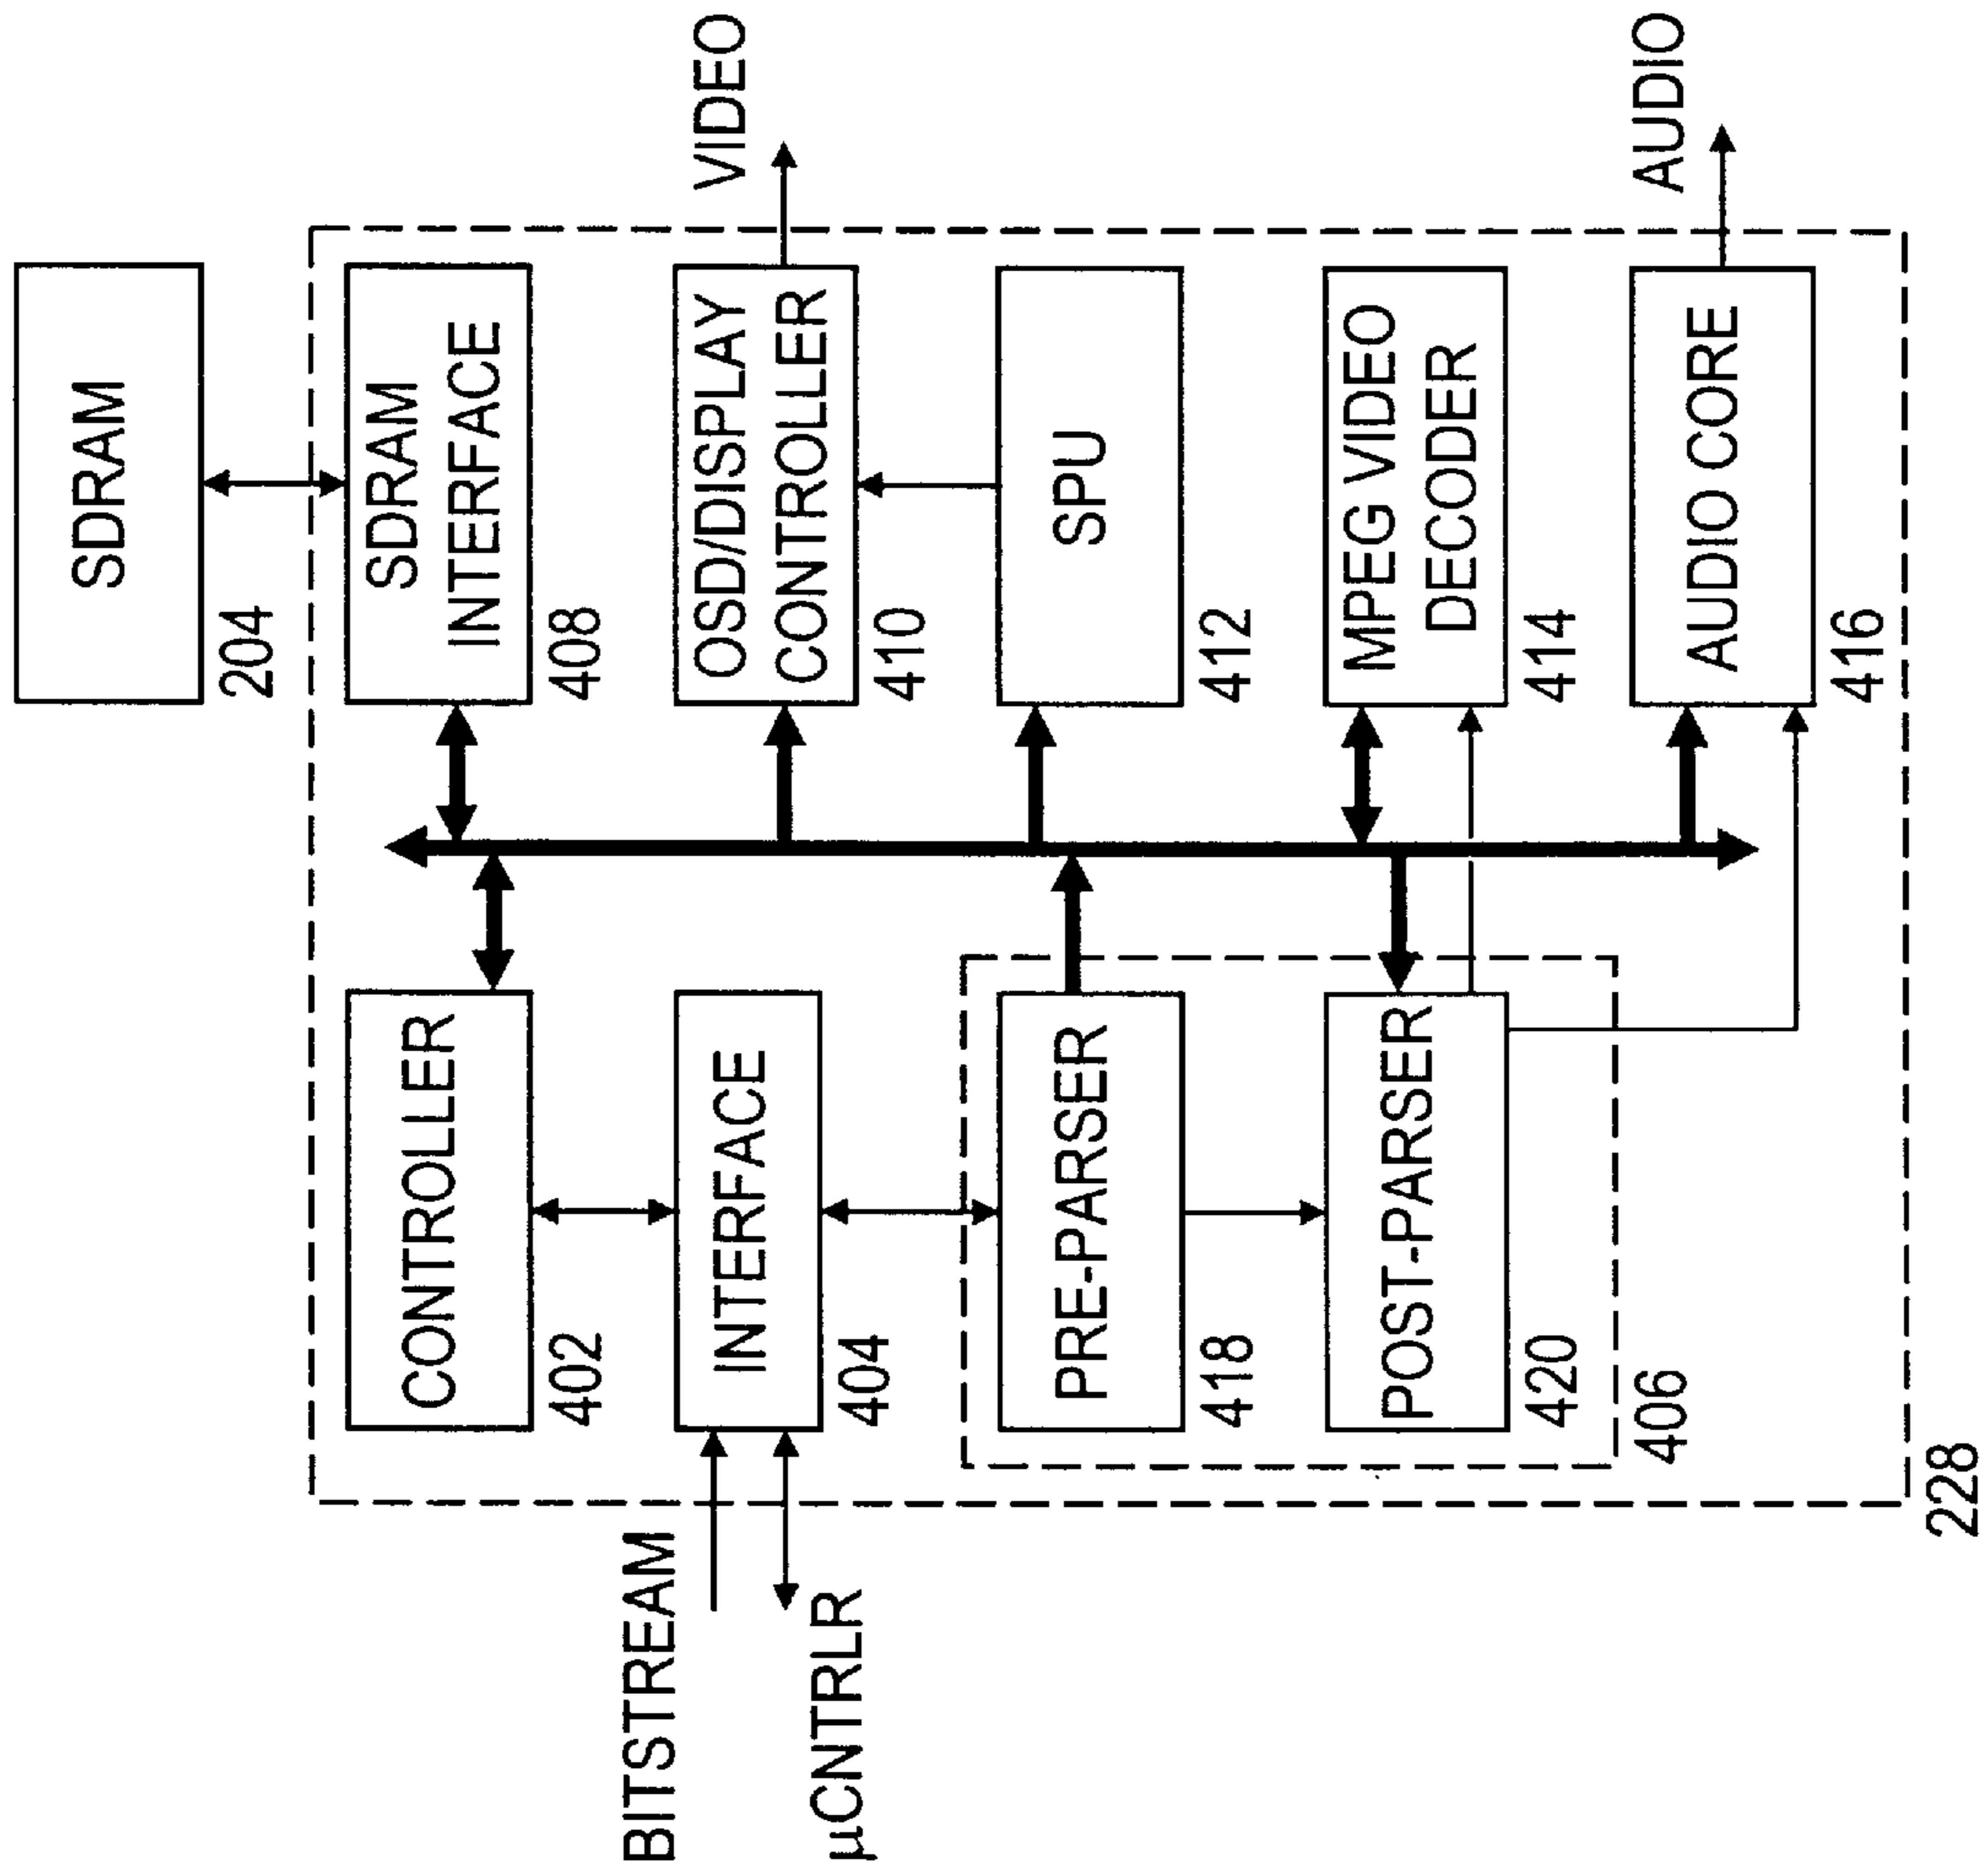 SDRAM
204
SDRAM
INTERFACE
408
OSD/DISPLAY
CONTROLLER
410
VIDEO
SPU
412
MPEG VIDEO
DECODER
414
AUDIO CORE
416
AUDIO
CONTROLLER
402
INTERFACE
404
BITSTREAM
µCNTRLR
PRE-PARSER
418
POST-PARSER
420
406
228